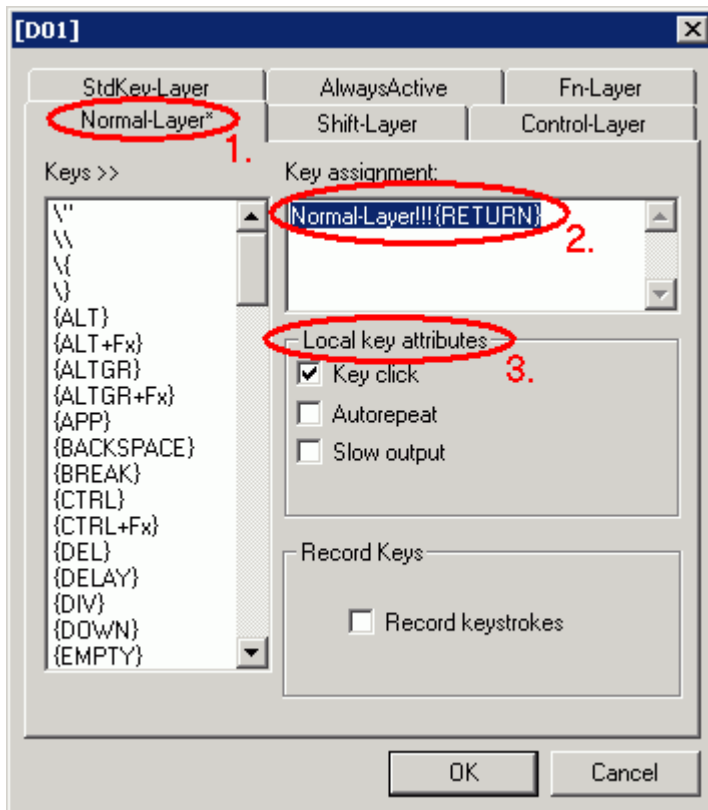 [D01]
StdKey-Layer
AlwaysActive
Fn-Layer
Normal-Layer*
Shift-Layer
Control-Layer
1.
Keys >>
\"
\\
\{
\}
{ALT}
{ALT+Fx}
{ALTGR}
{ALTGR+Fx}
{APP}
{BACKSPACE}
{BREAK}
{CTRL}
{CTRL+Fx}
{DEL}
{DELAY}
{DIV}
{DOWN}
{EMPTY}
Key assignment:
Normal-Layer!!!{RETURN}
2.
Local key attributes
3.
Key click
Autorepeat
Slow output
Record Keys
Record keystrokes
OK
Cancel